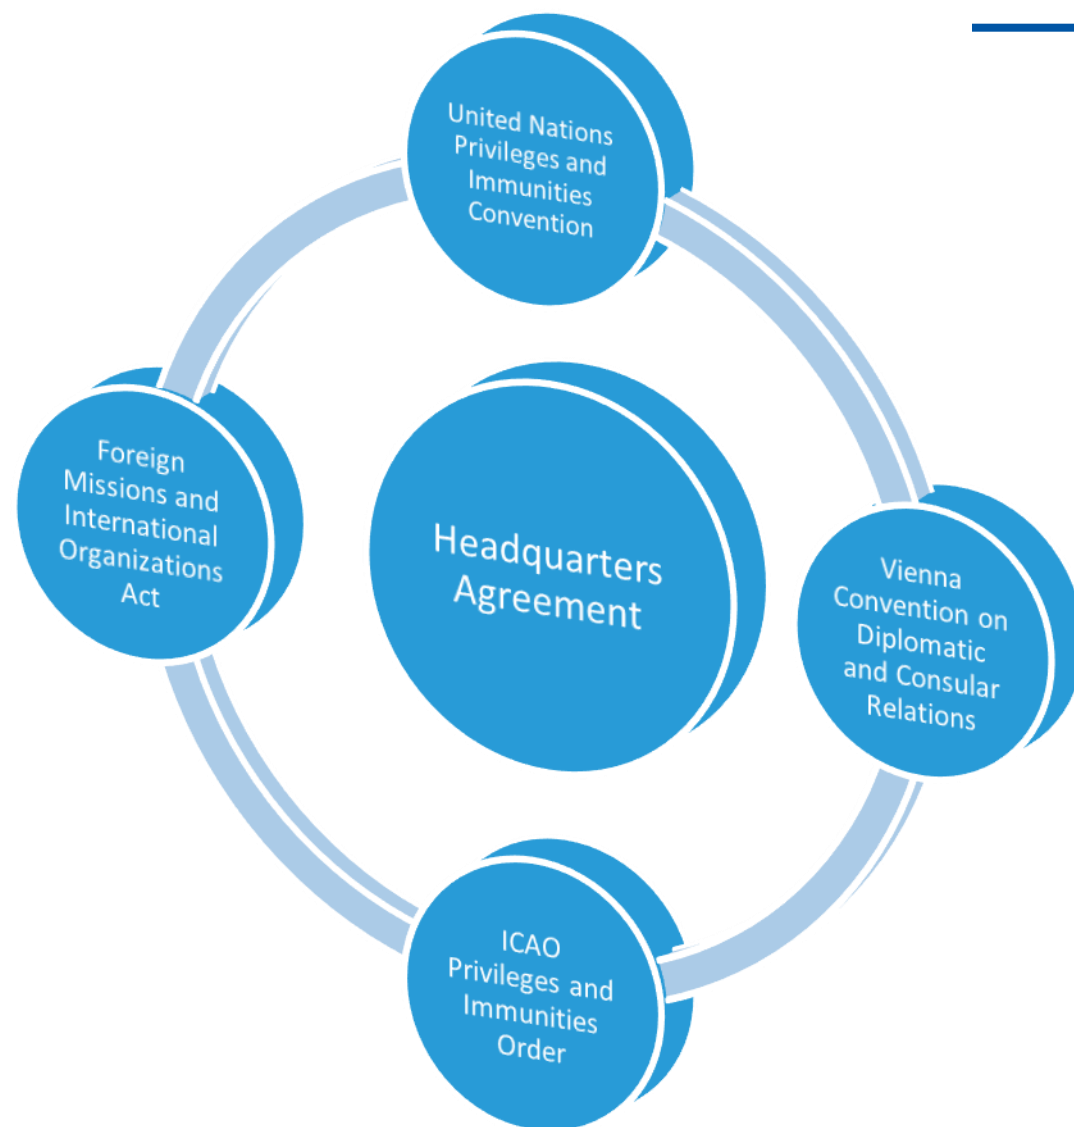 United Nations
Privileges and
Immunities
Convention
Foreign
Missions and
International
Organizations
Act
Headquarters
Agreement
Vienna
Convention on
Diplomatic
and Consular
Relations
ICAO
Privileges and
Immunities
Order